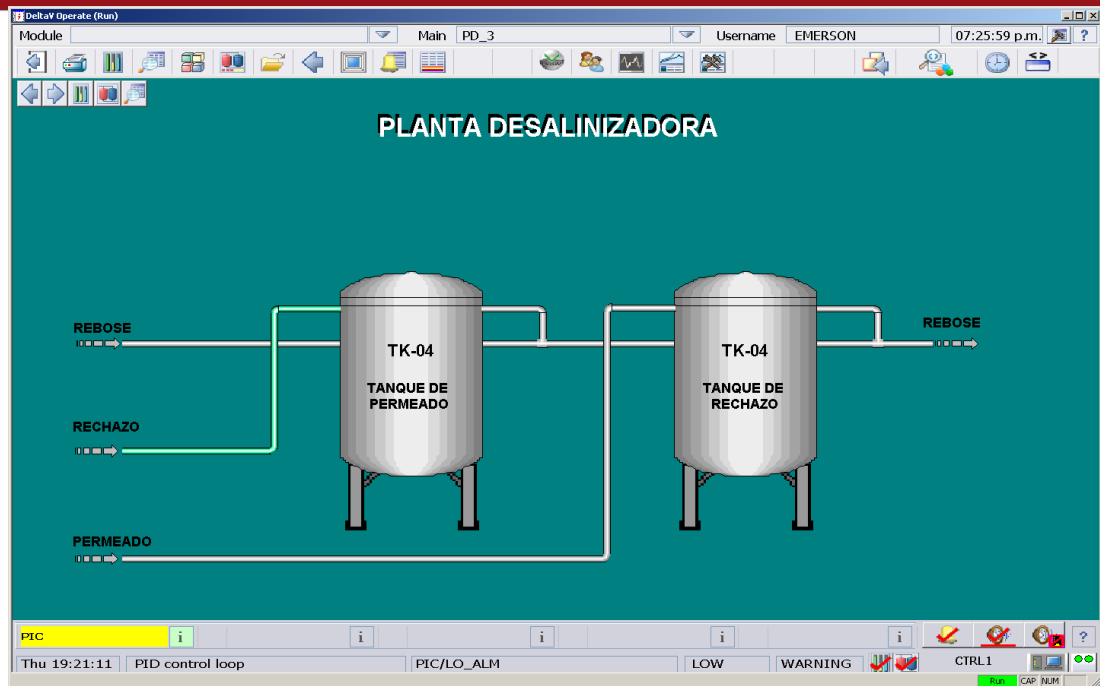 DeltaV Operate (Run)
Module Main PD_3 Username EMERSON 07:25:59 p.m. ?
PLANTA DESALINIZADORA
REBOSE
RECHAZO
PERMEADO
TK-04
TANQUE DE
PERMEADO
TK-04
TANQUE DE
RECHAZO
REBOSE
PIC i i i i i ?
Thu 19:21:11 PID control loop PIC/LO_ALM LOW WARNING CTRL1
Run CAP NUM